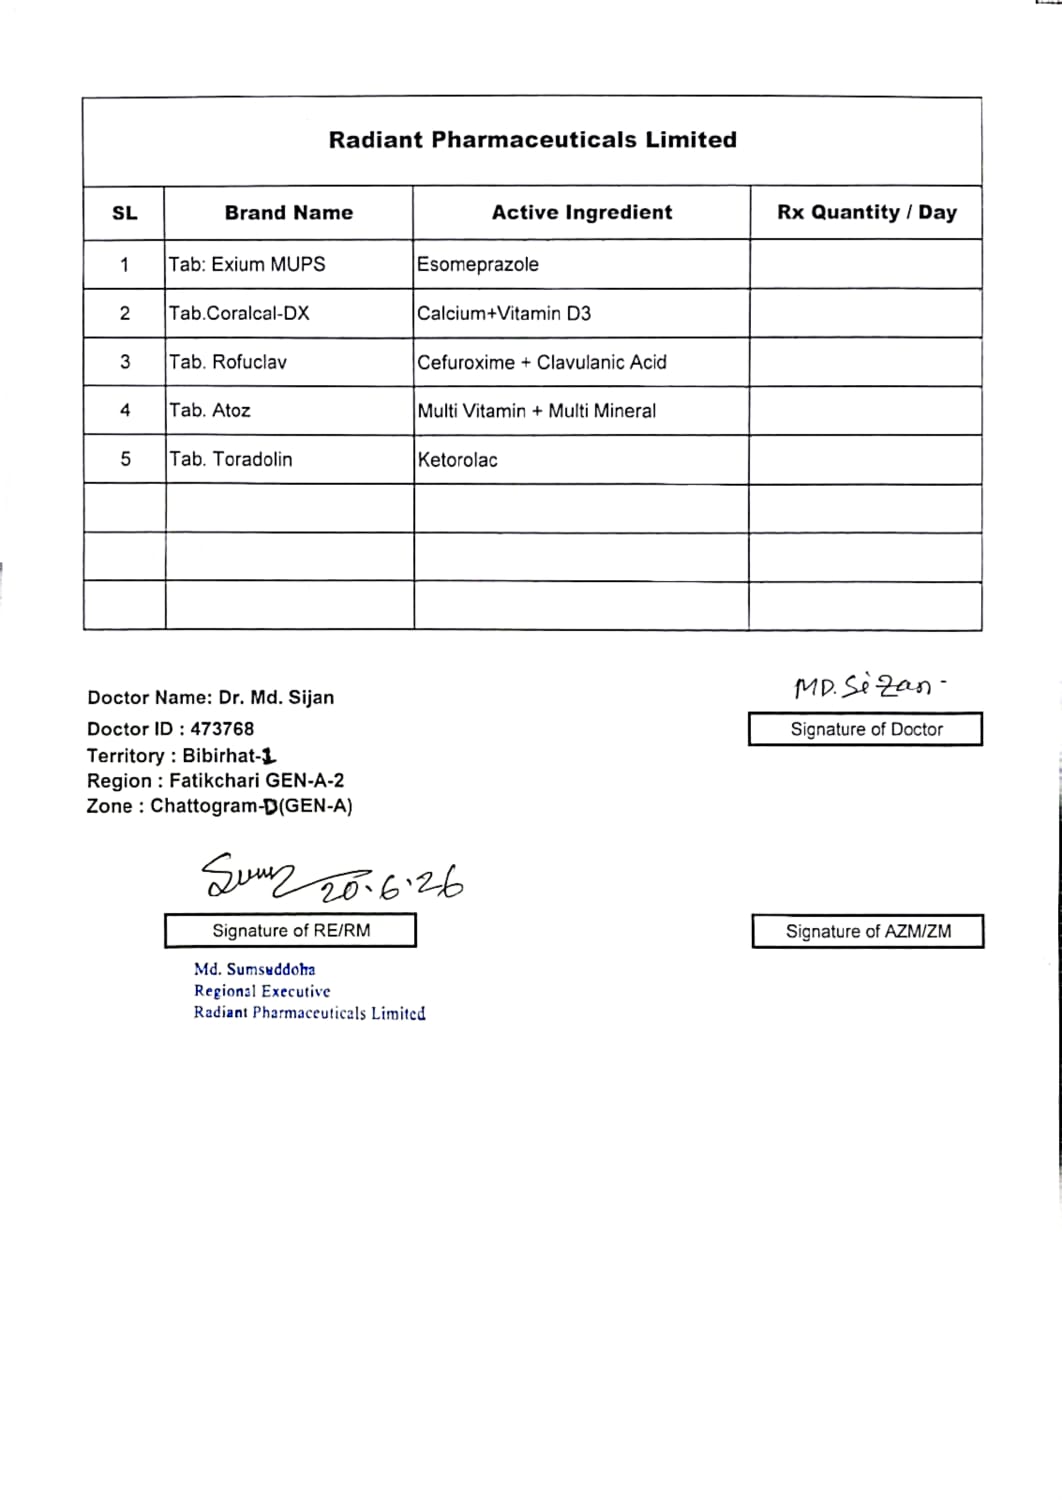 Radiant Pharmaceuticals Limited
SL Brand Name Active Ingredient Rx Quantity / Day
1 Tab: Exium MUPS Esomeprazole
2 Tab.Coralcal-DX Calcium+Vitamin D3
3 Tab. Rofuclav Cefuroxime + Clavulanic Acid
4 Tab. Atoz Multi Vitamin + Multi Mineral
5 Tab. Toradolin Ketorolac
MD. Sizan
Doctor Name: Dr. Md. Sijan
Signature of Doctor
Doctor ID : 473768
Territory : Bibirhat-1
Region : Fatikchari GEN-A-2
Zone : Chattogram-D(GEN-A)
20.6.26
Signature of RE/RM Signature of AZM/ZM
Md. Sumsuddoha
Regional Executive
Radiant Pharmaceuticals Limited